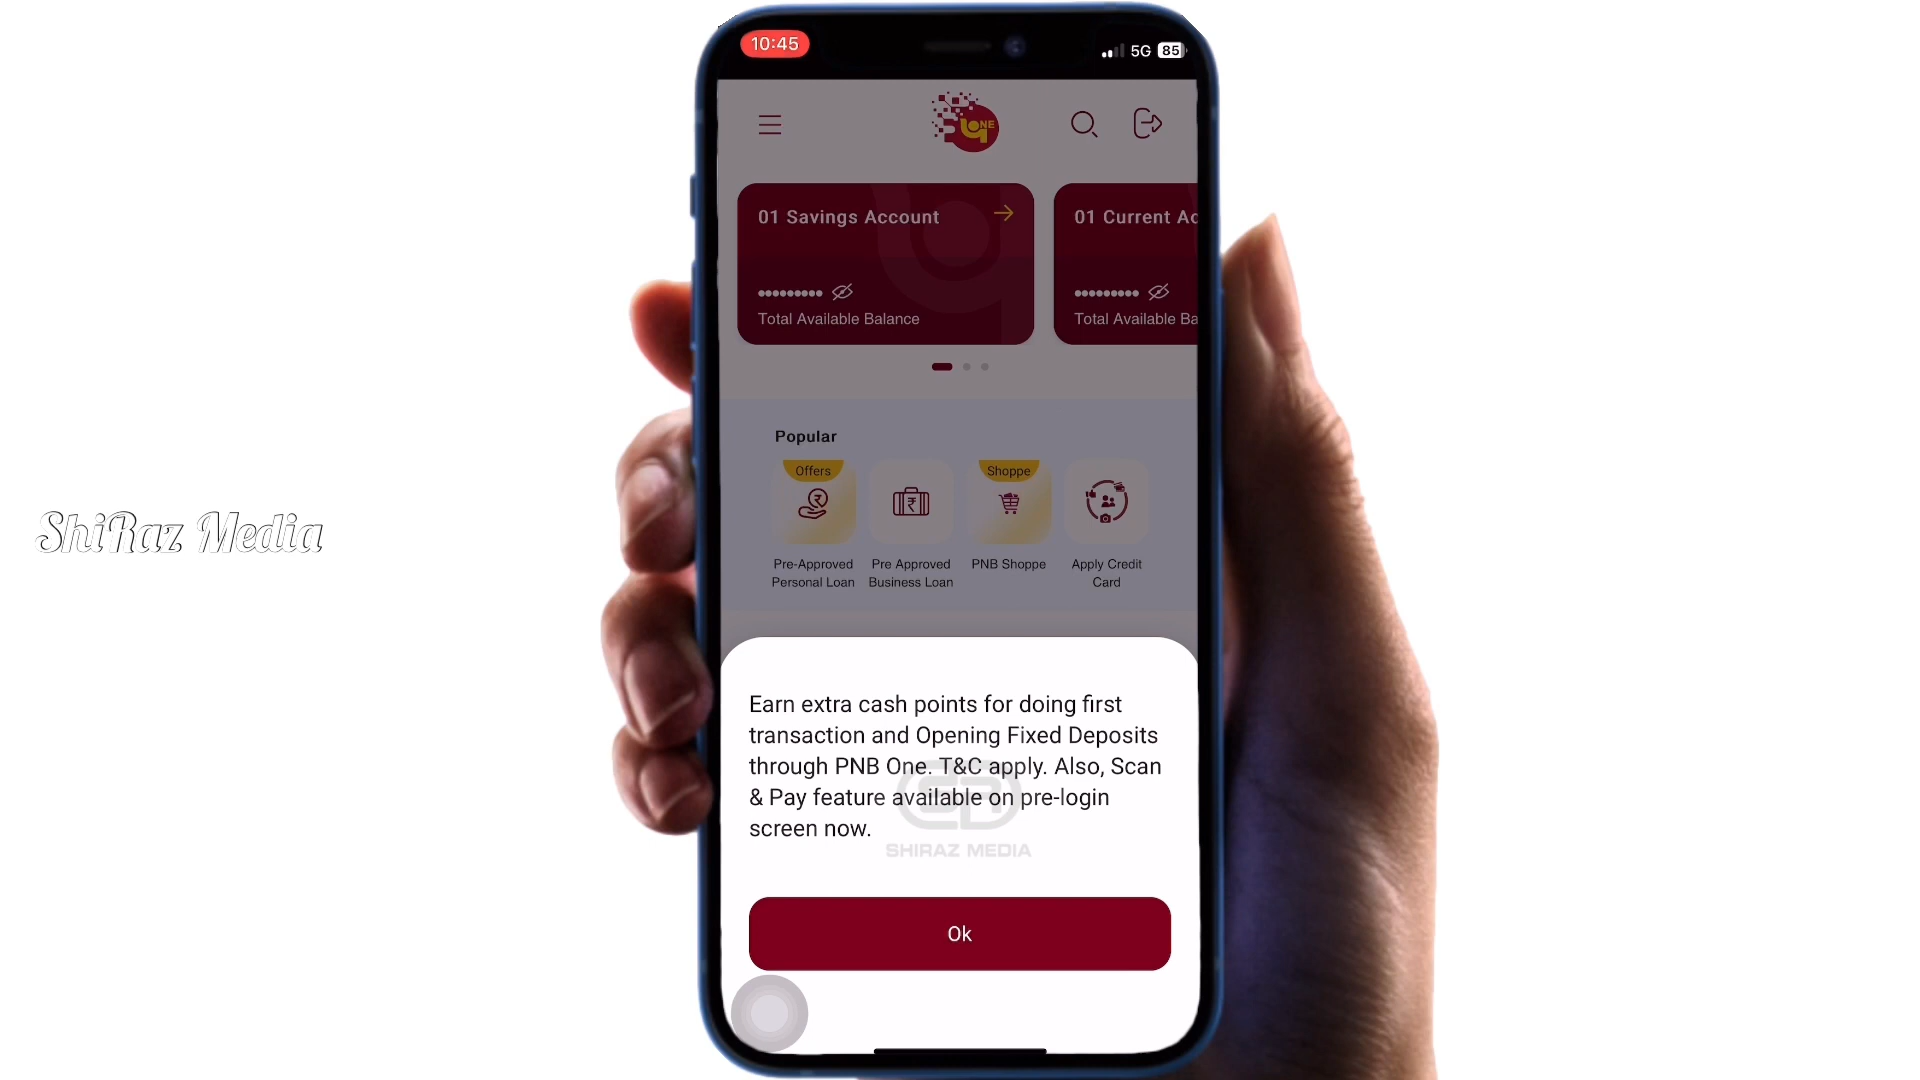 10:45
5G 85
ONE
01 Savings Account
01 Current Ac
Total Available Balance
Total Available Ba
Popular
Offers
Shoppe
Pre-Approved
Personal Loan
Pre Approved
Business Loan
PNB Shoppe
Apply Credit
Card
ShiRaz Media
Earn extra cash points for doing first
transaction and Opening Fixed Deposits
through PNB One. T&C apply. Also, Scan
& Pay feature available on pre-login
screen now.
SHIRAZ MEDIA
Ok